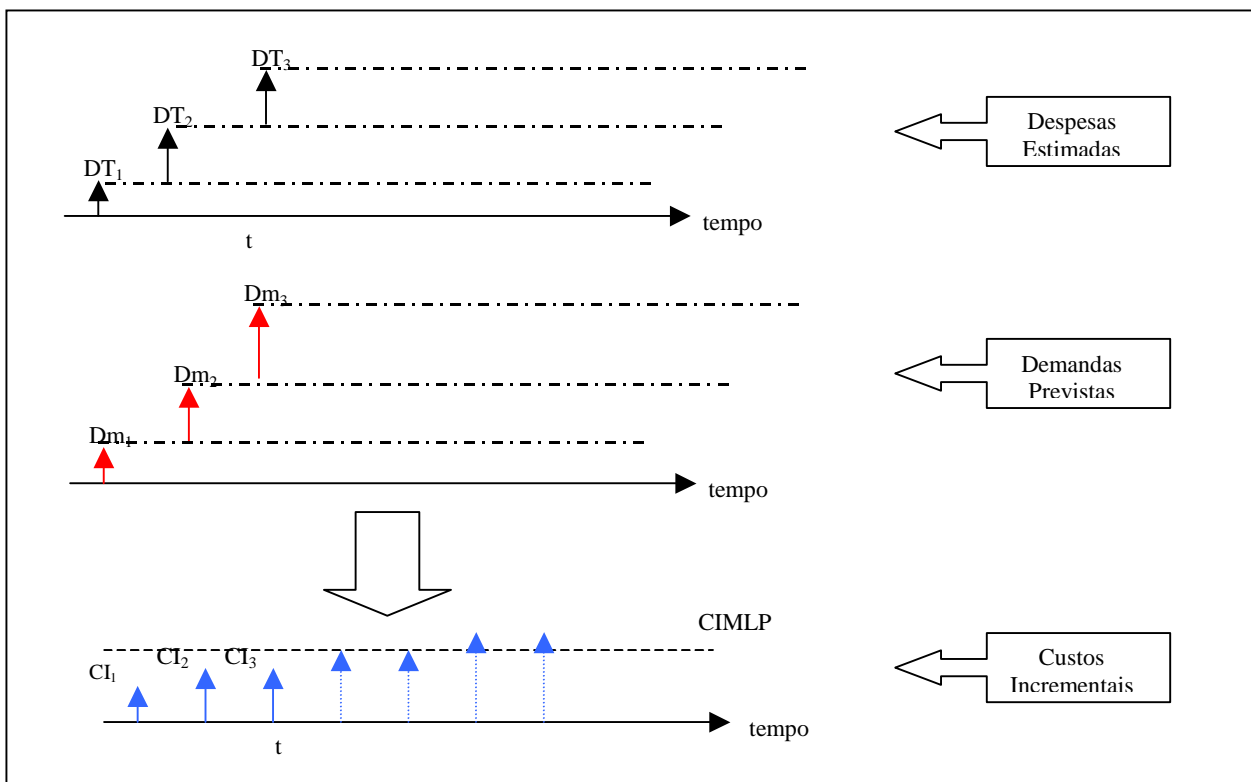 DT₃
DT₂
DT₁
Despesas
Estimadas
tempo
t
Dm₃
Dm₂
Dm₁
Demandas
Previstas
tempo
CIMLP
CI₁
CI₂
CI₃
Custos
Incrementais
tempo
t